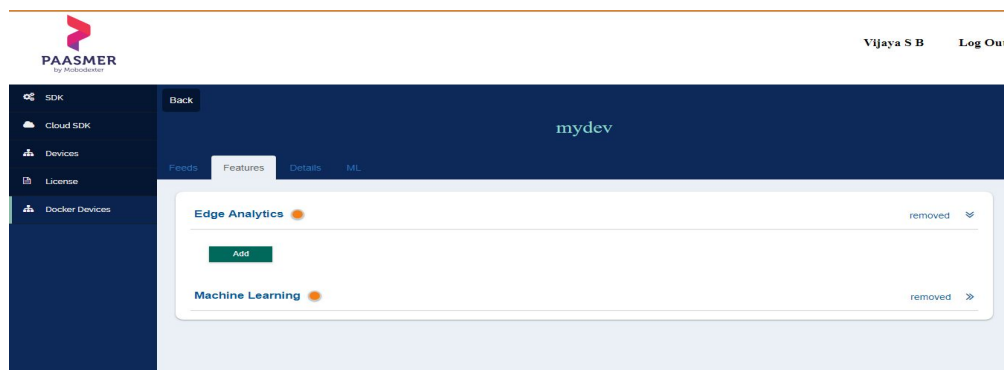 PAASMER
by Mobodexter
Vijaya S B
Log Out
SDK
Cloud SDK
Devices
License
Docker Devices
Back
mydev
Feeds
Features
Details
ML
Edge Analytics
removed
Add
Machine Learning
removed